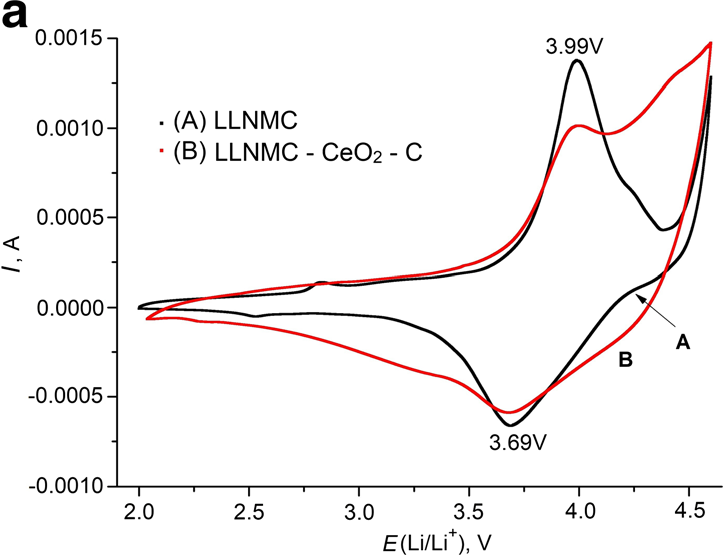 a
3.99V
(A) LLNMC
(B) LLNMC - CeO₂ - C
0.0015
0.0010
0.0005
0.0000
-0.0005
-0.0010
I, A
A
B
3.69V
2.0 2.5 3.0 3.5 4.0 4.5
E(Li/Li⁺), V